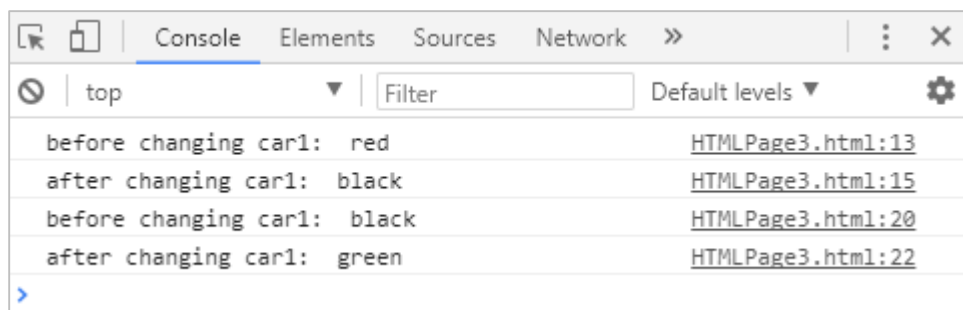 Console Elements Sources Network »
top ▼ Filter Default levels ▼
before changing car1:  red HTMLPage3.html:13
after changing car1:  black HTMLPage3.html:15
before changing car1:  black HTMLPage3.html:20
after changing car1:  green HTMLPage3.html:22
>